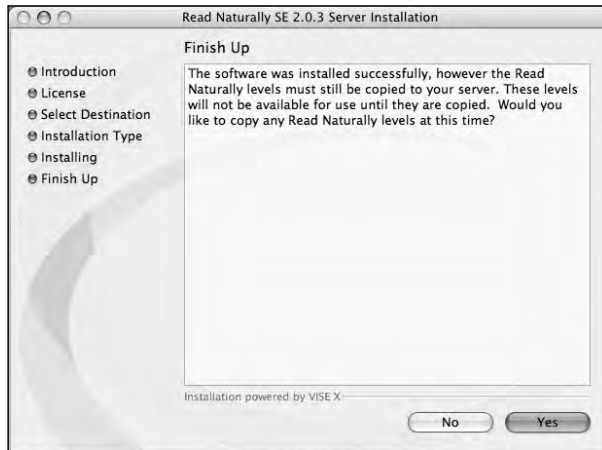 Read Naturally SE 2.0.3 Server Installation
Finish Up
Introduction
License
Select Destination
Installation Type
Installing
Finish Up
The software was installed successfully, however the Read
Naturally levels must still be copied to your server. These levels
will not be available for use until they are copied. Would you
like to copy any Read Naturally levels at this time?
Installation powered by VISE X
No
Yes